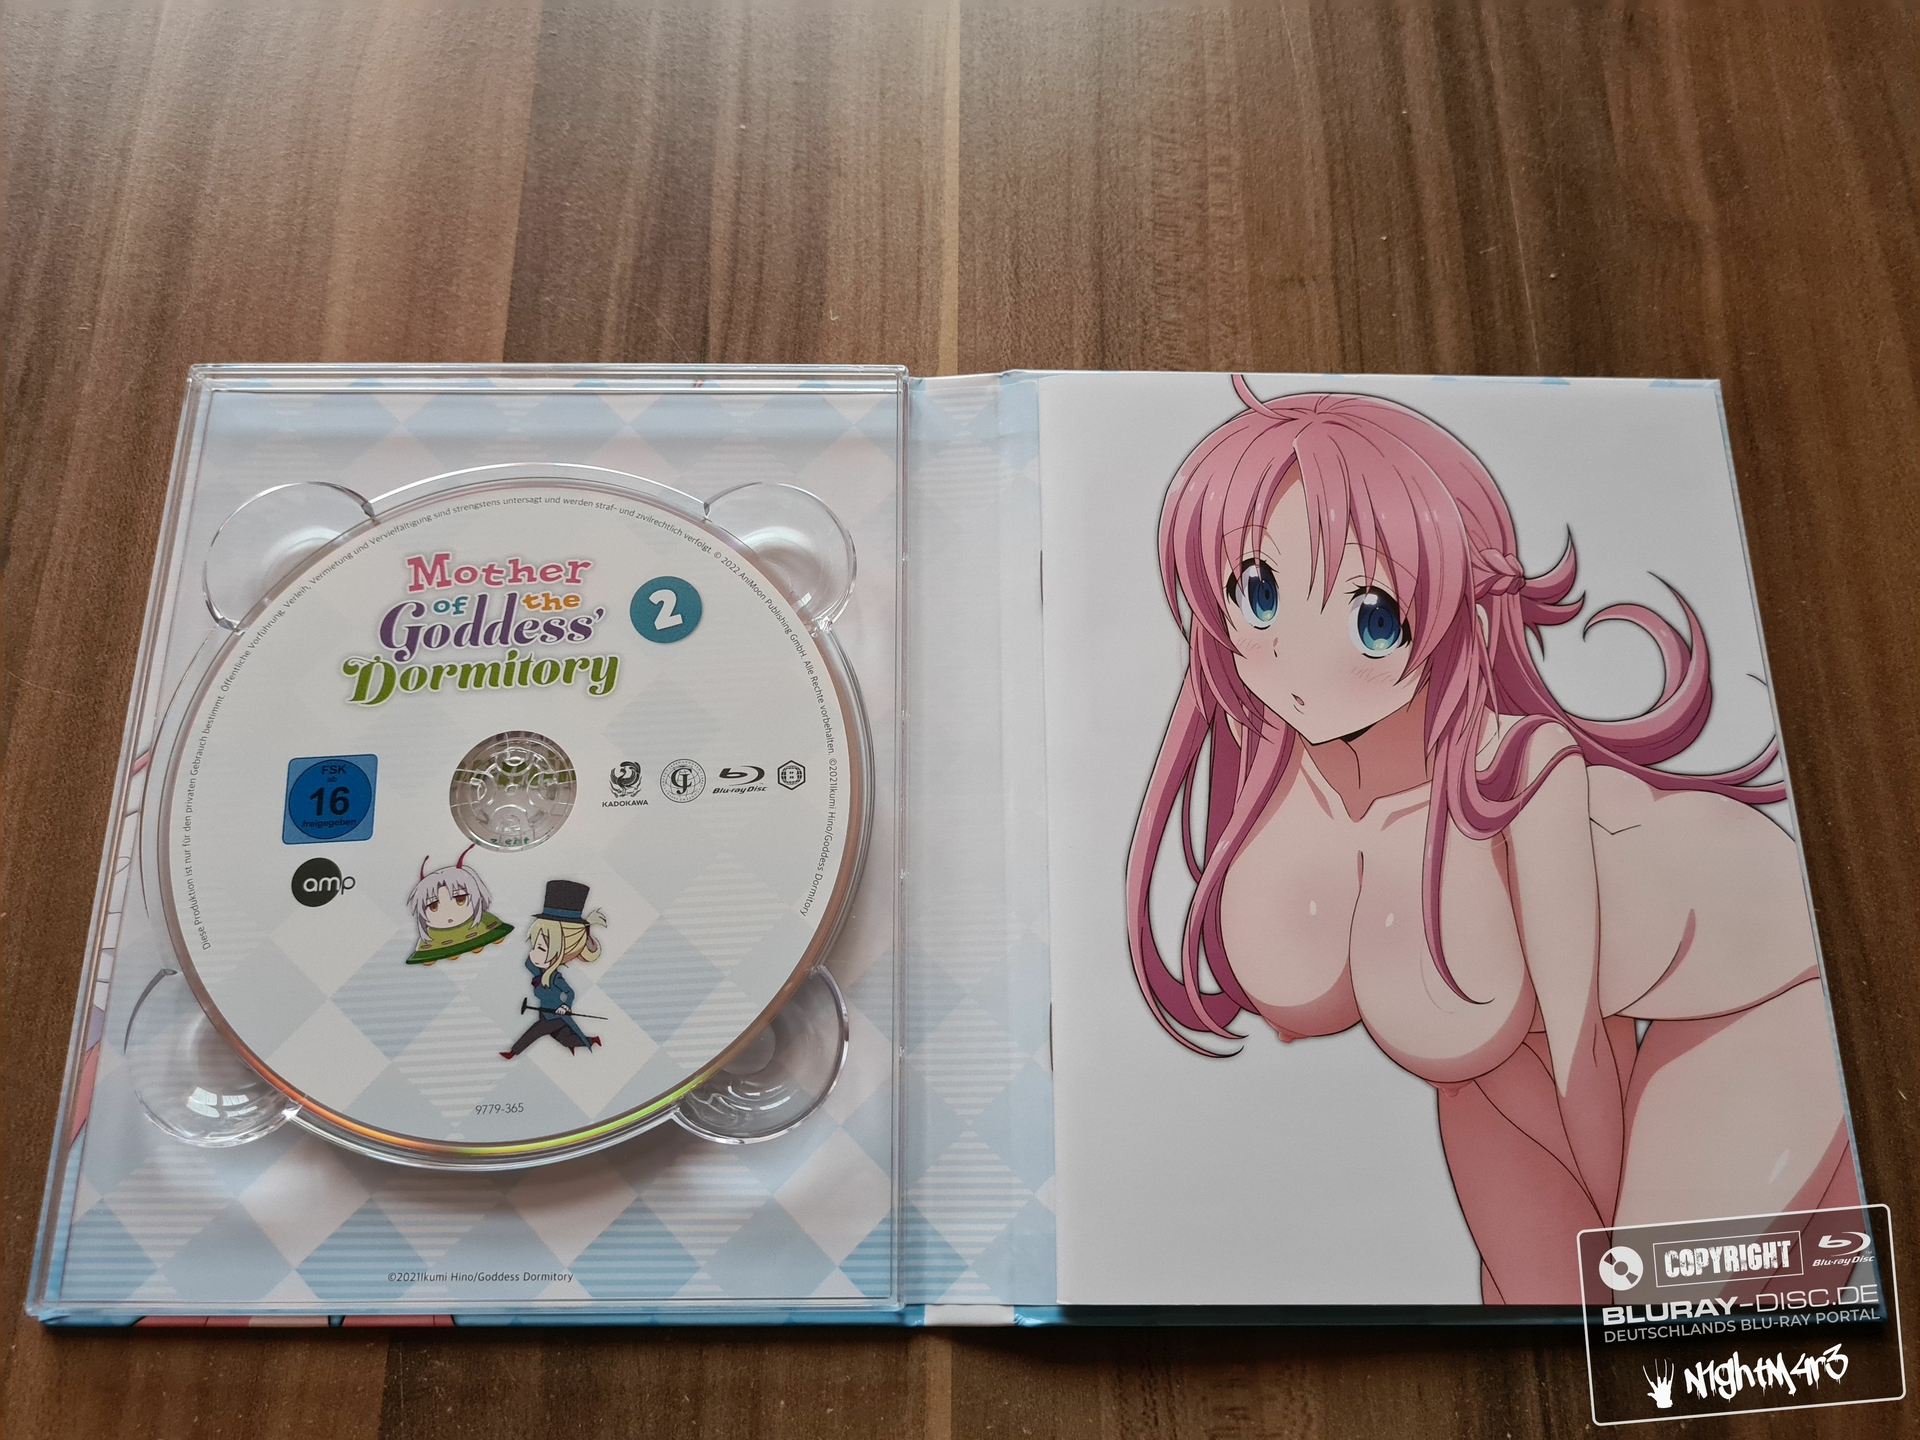 Diese Produktion ist nur für den privaten Gebrauch bestimmt. Öffentliche Vorführung, Verleih, Vermietung und Vervielfältigung sind strengstens untersagt und werden straf- und zivilrechtlich verfolgt. © 2022 AniMoon Publishing GmbH. Alle Rechte vorbehalten. ©2021Ikumi Hino/Goddess Dormitory
Mother
of the
Goddess'
Dormitory
2
FSK
ab
16
freigegeben
KADOKAWA
Blu-ray Disc
amp
9779-365
©2021Ikumi Hino/Goddess Dormitory
COPYRIGHT
Blu-ray Disc
BLURAY-DISC.DE
DEUTSCHLANDS BLU-RAY PORTAL
N1ghtM4r3